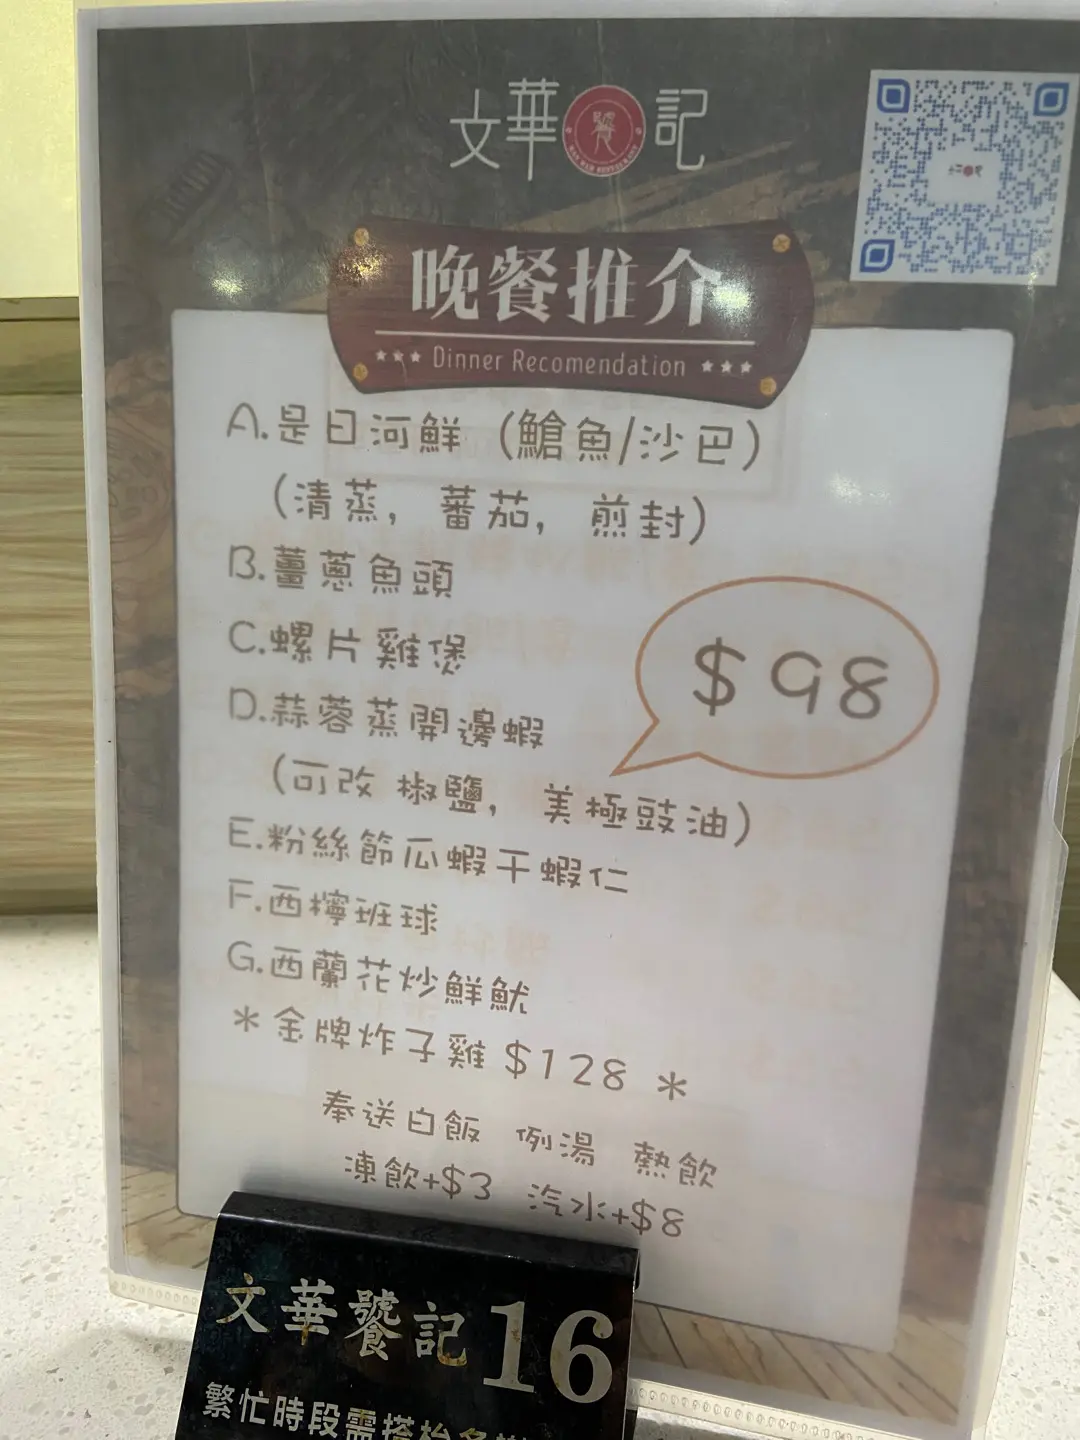 文華饗記
晚餐推介
Dinner Recomendation
A.是日河鮮 (鯧魚/沙巴)
(清蒸, 蕃茄, 煎封)
B.薑蔥魚頭
C.螺片雞煲
D.蒜蓉蒸開邊蝦
(可改 椒鹽, 美極豉油)
$98
E.粉絲節瓜蝦干蝦仁
F.西檸班球
G.西蘭花炒鮮魷
*金牌炸子雞 $128 *
奉送白飯 例湯 熱飲
凍飲+$3 汽水+$8
文華饗記 16
繁忙時段需搭枱